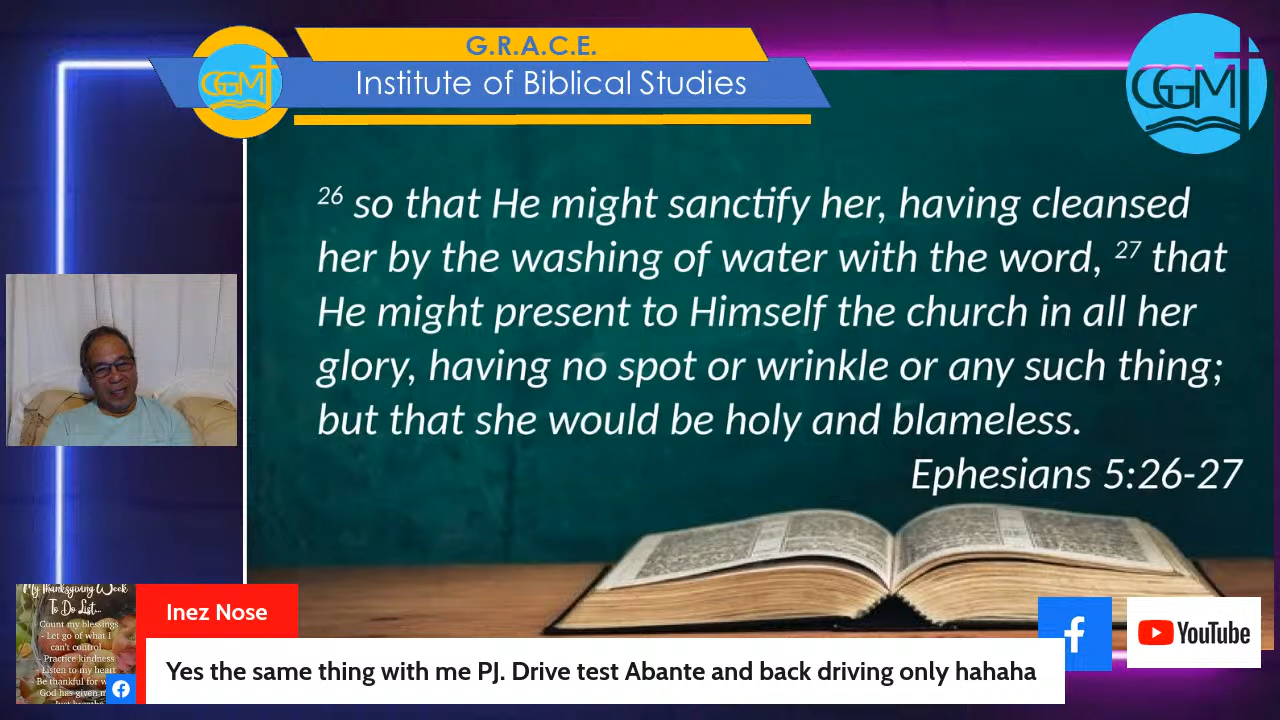 G.R.A.C.E.
Institute of Biblical Studies
CGM
CGM
26 so that He might sanctify her, having cleansed
her by the washing of water with the word, 27 that
He might present to Himself the church in all her
glory, having no spot or wrinkle or any such thing;
but that she would be holy and blameless.
Ephesians 5:26-27
My Thanksgiving Week
To Do List...
Count my blessings
- Let go of what I
can't control
- Practice kindness
- Listen to my heart
Be thankful for
God has given
Just breathe
Inez Nose
Yes the same thing with me PJ. Drive test Abante and back driving only hahaha
f
YouTube